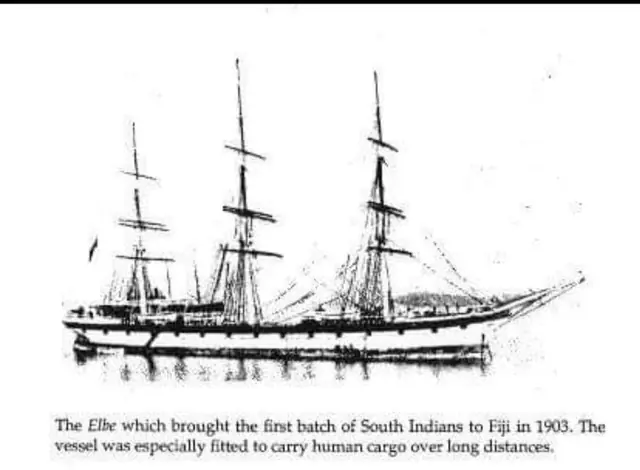 The Elbe which brought the first batch of South Indians to Fiji in 1903. The
vessel was especially fitted to carry human cargo over long distances.